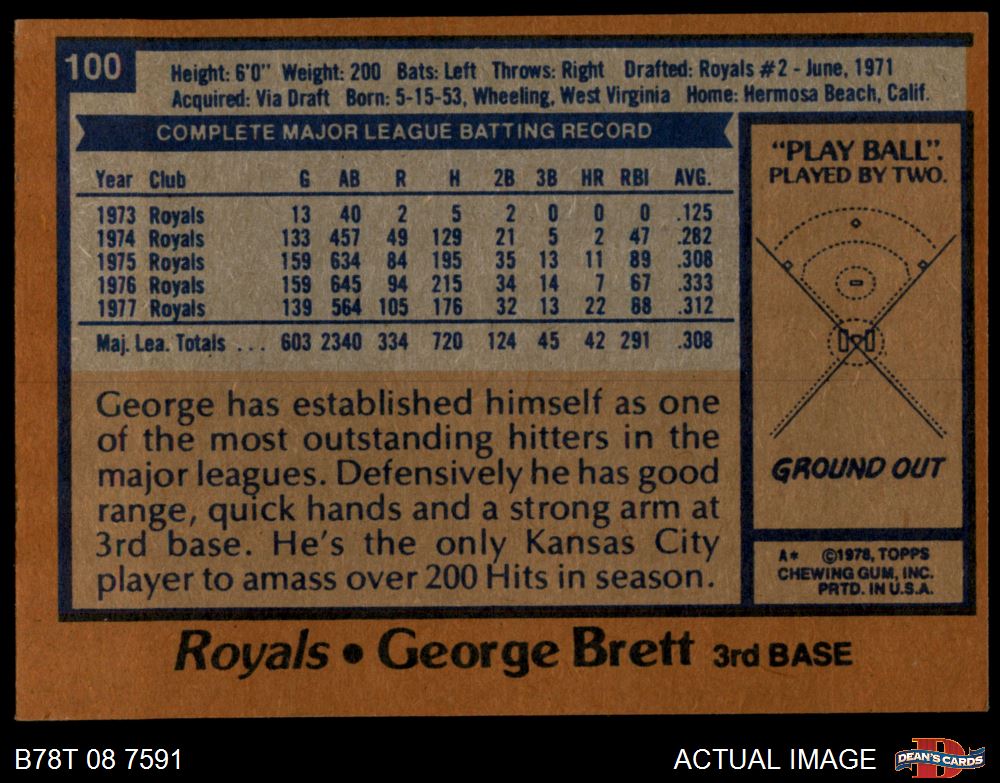 100
Height: 6'0" Weight: 200 Bats: Left Throws: Right Drafted: Royals #2 - June, 1971
Acquired: Via Draft Born: 5-15-53, Wheeling, West Virginia Home: Hermosa Beach, Calif.
COMPLETE MAJOR LEAGUE BATTING RECORD
Year Club G AB R H 2B 3B HR RBI AVG.
1973 Royals 13 40 2 5 2 0 0 0 .125
1974 Royals 133 457 49 129 21 5 2 47 .282
1975 Royals 159 634 84 195 35 13 11 89 .308
1976 Royals 159 645 94 215 34 14 7 67 .333
1977 Royals 139 564 105 176 32 13 22 88 .312
Maj. Lea. Totals ... 603 2340 334 720 124 45 42 291 .308
George has established himself as one
of the most outstanding hitters in the
major leagues. Defensively he has good
range, quick hands and a strong arm at
3rd base. He's the only Kansas City
player to amass over 200 Hits in season.
"PLAY BALL".
PLAYED BY TWO.
GROUND OUT
A* ©1978, TOPPS
CHEWING GUM, INC.
PRTD. IN U.S.A.
Royals • George Brett 3rd BASE
B78T 08 7591
ACTUAL IMAGE
D
DEAN'S CARDS